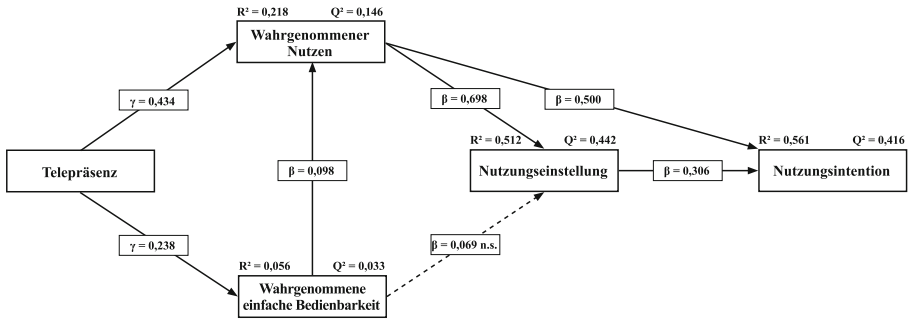 R² = 0,218 Q² = 0,146
Wahrgenommener
Nutzen
γ = 0,434
β = 0,698
β = 0,500
R² = 0,512 Q² = 0,442
R² = 0,561 Q² = 0,416
Telepräsenz
β = 0,098
Nutzungseinstellung
β = 0,306
Nutzungsintention
γ = 0,238
β = 0,069 n.s.
R² = 0,056 Q² = 0,033
Wahrgenommene
einfache Bedienbarkeit